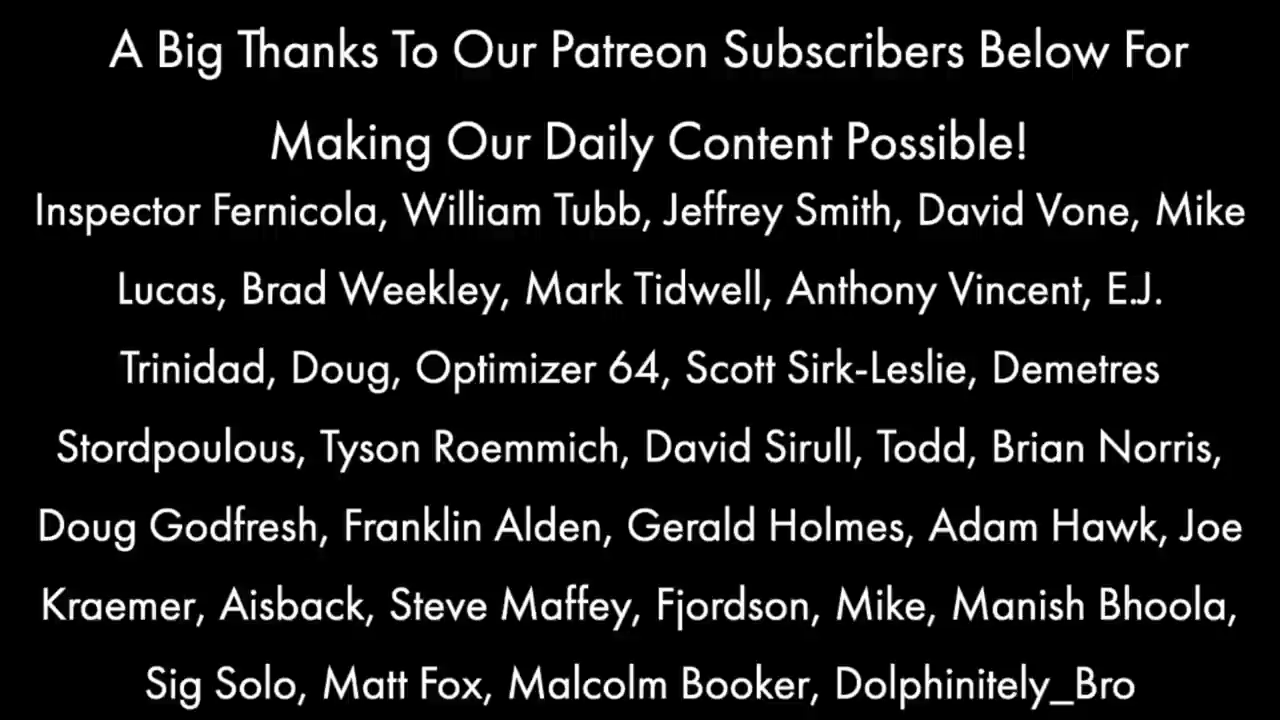 A Big Thanks To Our Patreon Subscribers Below For
Making Our Daily Content Possible!
Inspector Fernicola, William Tubb, Jeffrey Smith, David Vone, Mike
Lucas, Brad Weekley, Mark Tidwell, Anthony Vincent, E.J.
Trinidad, Doug, Optimizer 64, Scott Sirk-Leslie, Demetres
Stordpoulous, Tyson Roemmich, David Sirull, Todd, Brian Norris,
Doug Godfresh, Franklin Alden, Gerald Holmes, Adam Hawk, Joe
Kraemer, Aisback, Steve Maffey, Fjordson, Mike, Manish Bhoola,
Sig Solo, Matt Fox, Malcolm Booker, Dolphinitely_Bro